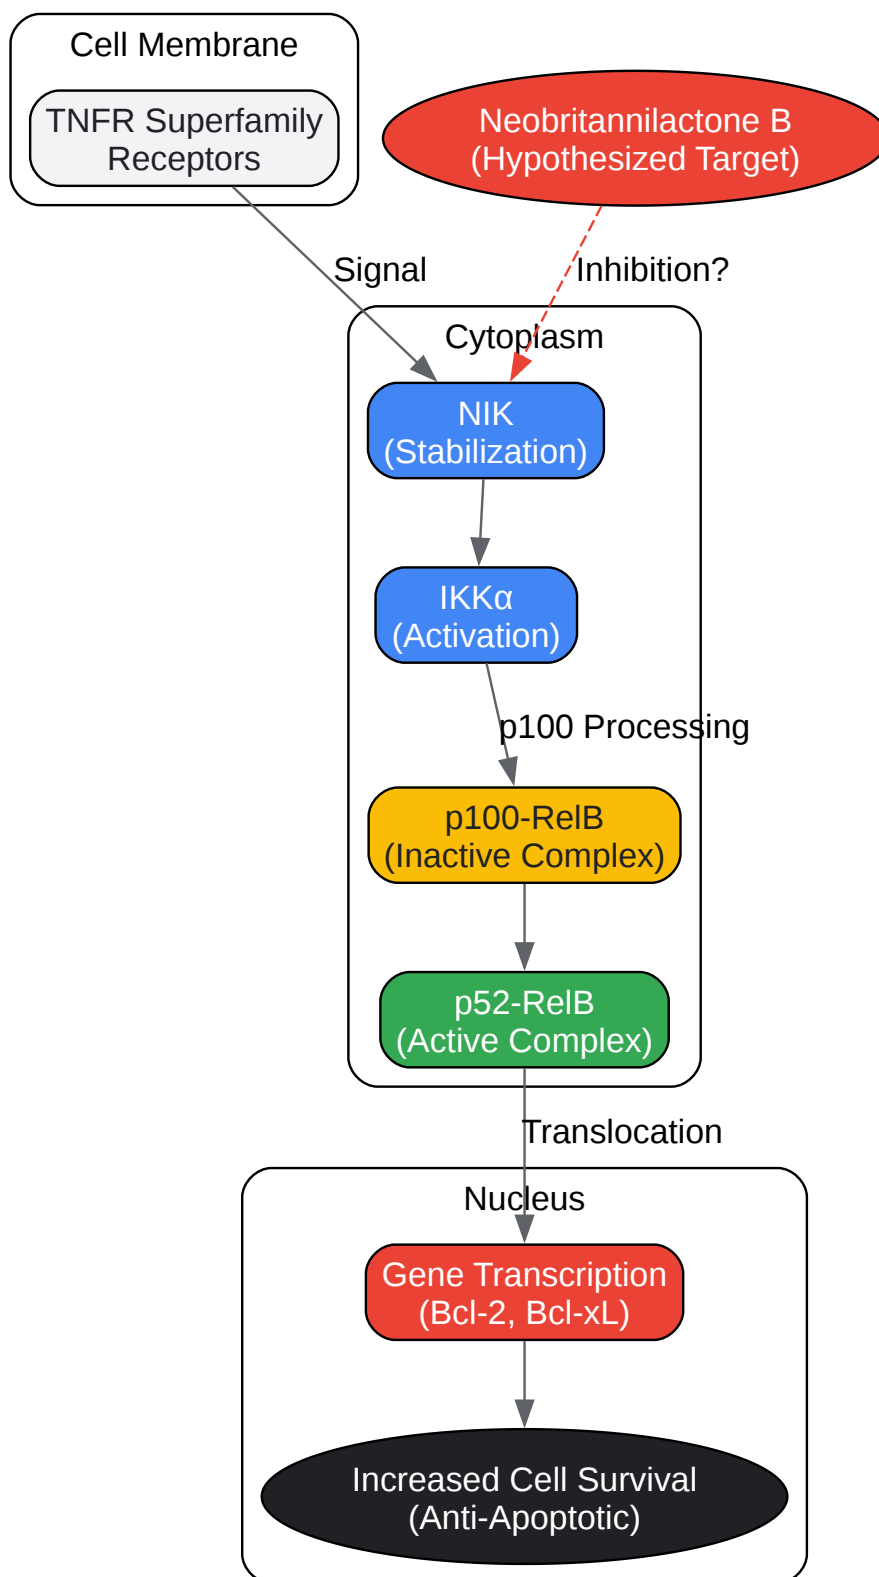 Cell Membrane
TNFR Superfamily
Receptors
Neobritannilactone B
(Hypothesized Target)
Signal
Inhibition?
Cytoplasm
NIK
(Stabilization)
IKKα
(Activation)
p100 Processing
p100-RelB
(Inactive Complex)
p52-RelB
(Active Complex)
Translocation
Nucleus
Gene Transcription
(Bcl-2, Bcl-xL)
Increased Cell Survival
(Anti-Apoptotic)